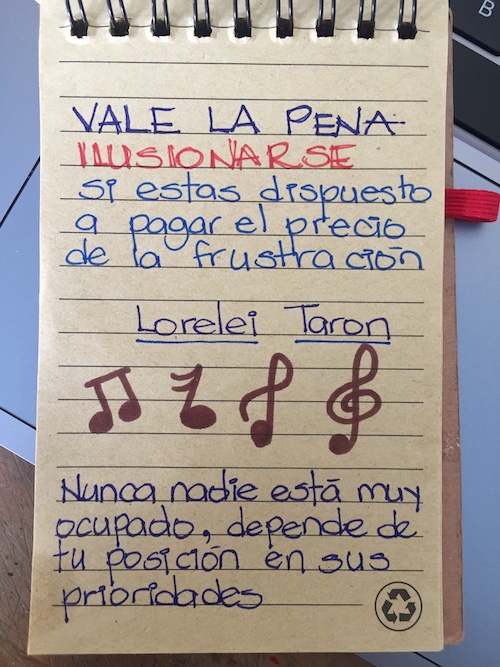 VALE LA PENA
ILUSIONARSE
si estas dispuesto
a pagar el precio
de la frustración
Lorelei Taron
Nunca nadie está muy
ocupado, depende de
tu posición en sus
prioridades
B